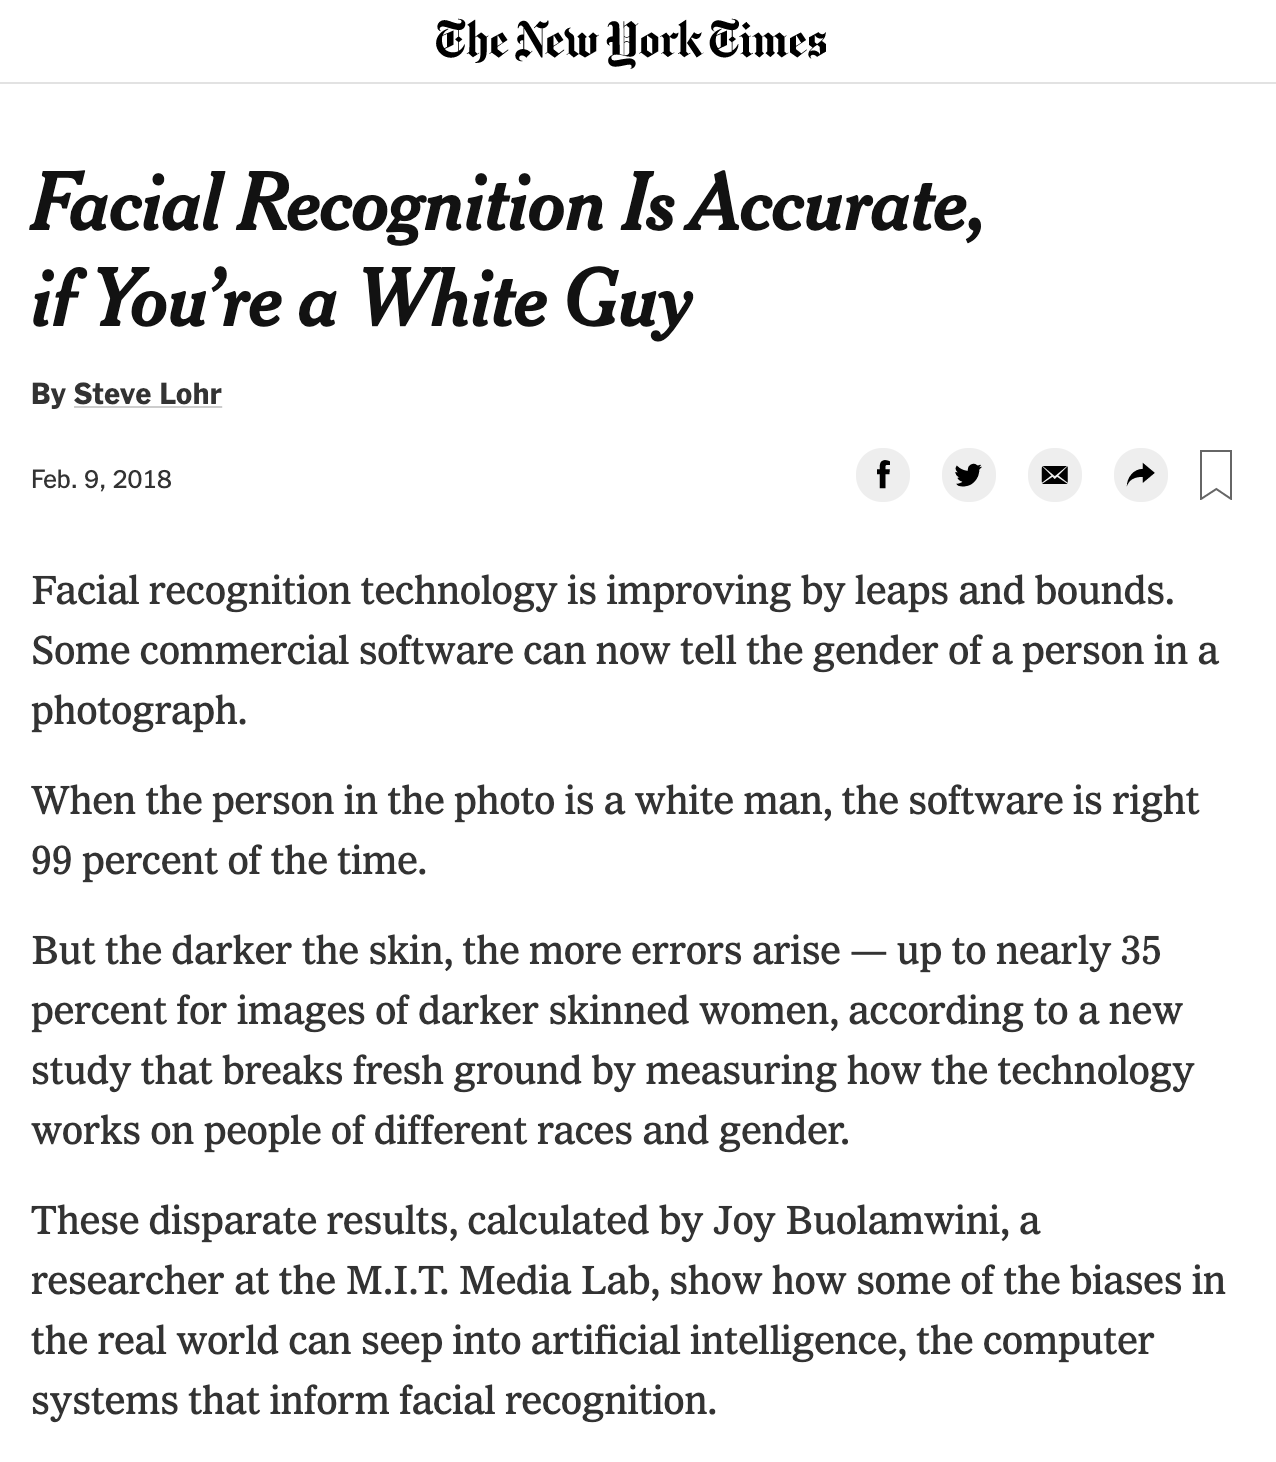 The New York Times
Facial Recognition Is Accurate,
if You’re a White Guy
By Steve Lohr
Feb. 9, 2018
Facial recognition technology is improving by leaps and bounds.
Some commercial software can now tell the gender of a person in a
photograph.
When the person in the photo is a white man, the software is right
99 percent of the time.
But the darker the skin, the more errors arise — up to nearly 35
percent for images of darker skinned women, according to a new
study that breaks fresh ground by measuring how the technology
works on people of different races and gender.
These disparate results, calculated by Joy Buolamwini, a
researcher at the M.I.T. Media Lab, show how some of the biases in
the real world can seep into artificial intelligence, the computer
systems that inform facial recognition.